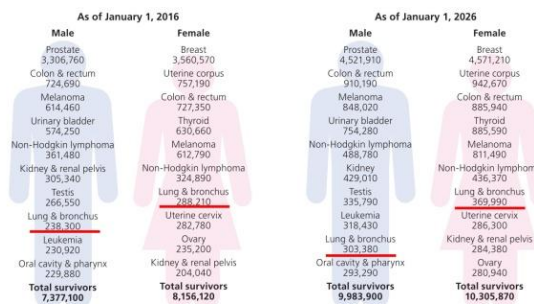 As of January 1, 2016
Male
Prostate
3,306,760
Colon & rectum
724,690
Melanoma
614,460
Urinary bladder
574,250
Non-Hodgkin lymphoma
361,480
Kidney & renal pelvis
305,340
Testis
266,550
Lung & bronchus
238,300
Leukemia
230,920
Oral cavity & pharynx
229,880
Total survivors
7,377,100
Female
Breast
3,560,570
Uterine corpus
757,190
Colon & rectum
727,350
Thyroid
630,660
Melanoma
612,790
Non-Hodgkin lymphoma
324,890
Lung & bronchus
288,210
Uterine cervix
282,780
Ovary
235,200
Kidney & renal pelvis
204,040
Total survivors
8,156,120
As of January 1, 2026
Male
Prostate
4,521,910
Colon & rectum
910,190
Melanoma
848,020
Urinary bladder
754,280
Non-Hodgkin lymphoma
488,780
Kidney
429,010
Testis
335,790
Leukemia
318,430
Lung & bronchus
303,380
Oral cavity & pharynx
293,290
Total survivors
9,983,900
Female
Breast
4,571,210
Uterine corpus
942,670
Colon & rectum
885,940
Thyroid
885,590
Melanoma
811,490
Non-Hodgkin lymphoma
436,370
Lung & bronchus
369,990
Uterine cervix
286,300
Kidney & renal pelvis
284,380
Ovary
280,940
Total survivors
10,305,870